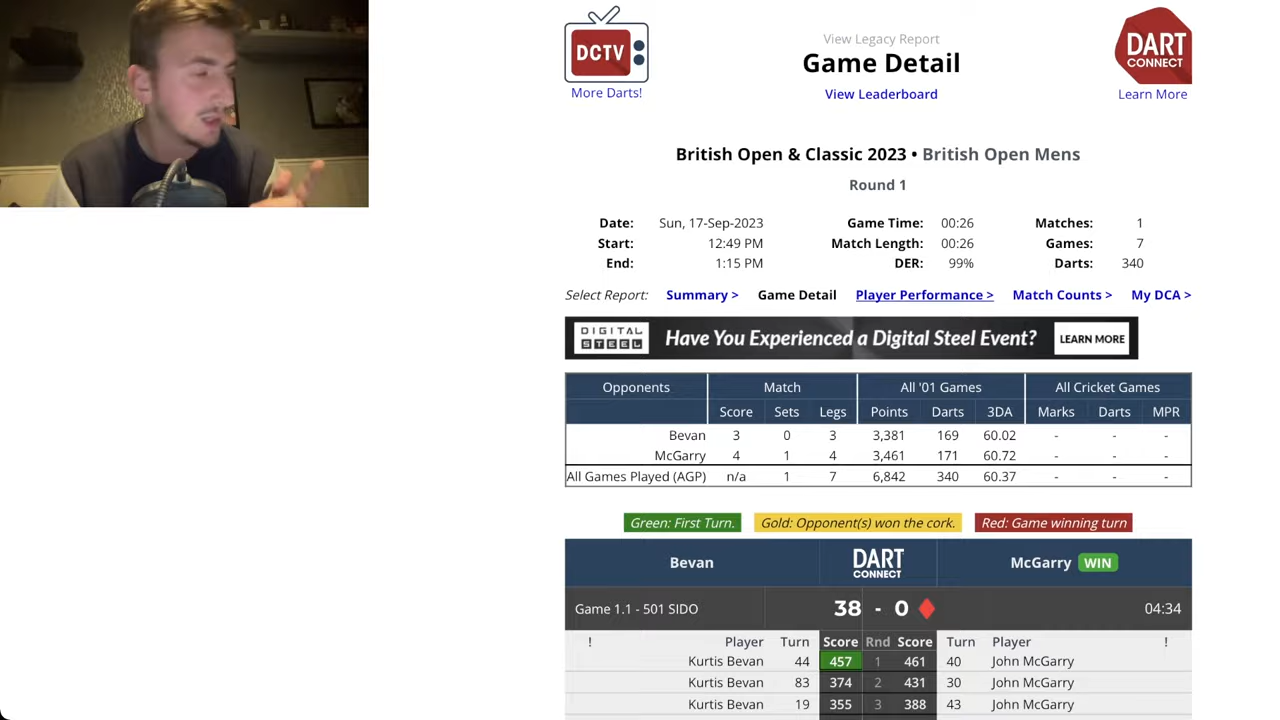 DCTV
More Darts!
View Legacy Report
Game Detail
View Leaderboard
DART
CONNECT
Learn More
British Open & Classic 2023 • British Open Mens
Round 1
Date: Sun, 17-Sep-2023 Game Time: 00:26 Matches: 1
Start: 12:49 PM Match Length: 00:26 Games: 7
End: 1:15 PM DER: 99% Darts: 340
Select Report: Summary > Game Detail Player Performance > Match Counts > My DCA >
DIGITAL
STEEL
Have You Experienced a Digital Steel Event? LEARN MORE
Opponents Match All '01 Games All Cricket Games
Score Sets Legs Points Darts 3DA Marks Darts MPR
Bevan 3 0 3 3,381 169 60.02 - - -
McGarry 4 1 4 3,461 171 60.72 - - -
All Games Played (AGP) n/a 1 7 6,842 340 60.37 - - -
Green: First Turn. Gold: Opponent(s) won the cork. Red: Game winning turn
Bevan DART CONNECT McGarry WIN
Game 1.1 - 501 SIDO 38 - 0 04:34
! Player Turn Score Rnd Score Turn Player !
Kurtis Bevan 44 457 1 461 40 John McGarry
Kurtis Bevan 83 374 2 431 30 John McGarry
Kurtis Bevan 19 355 3 388 43 John McGarry